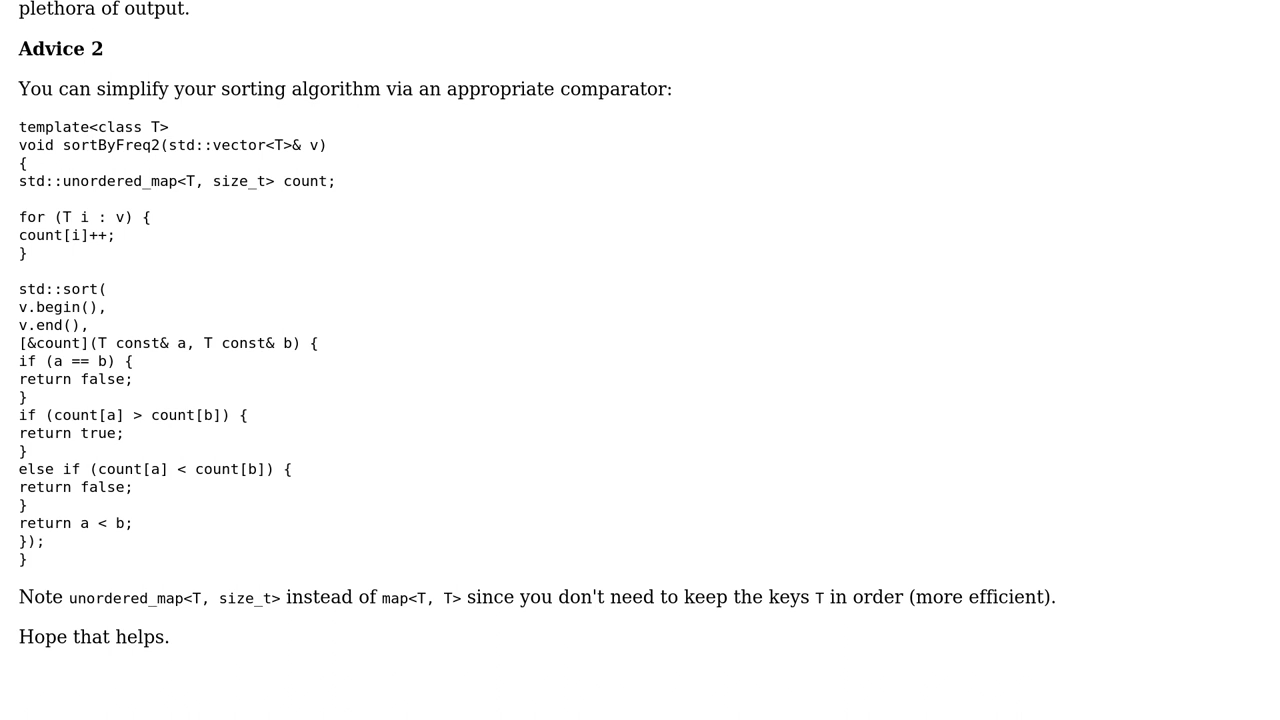 plethora of output.
Advice 2
You can simplify your sorting algorithm via an appropriate comparator:
template<class T>
void sortByFreq2(std::vector<T>& v)
{
std::unordered_map<T, size_t> count;
for (T i : v) {
count[i]++;
}
std::sort(
v.begin(),
v.end(),
[&count](T const& a, T const& b) {
if (a == b) {
return false;
}
if (count[a] > count[b]) {
return true;
}
else if (count[a] < count[b]) {
return false;
}
return a < b;
});
}
Note unordered_map<T, size_t> instead of map<T, T> since you don't need to keep the keys T in order (more efficient).
Hope that helps.